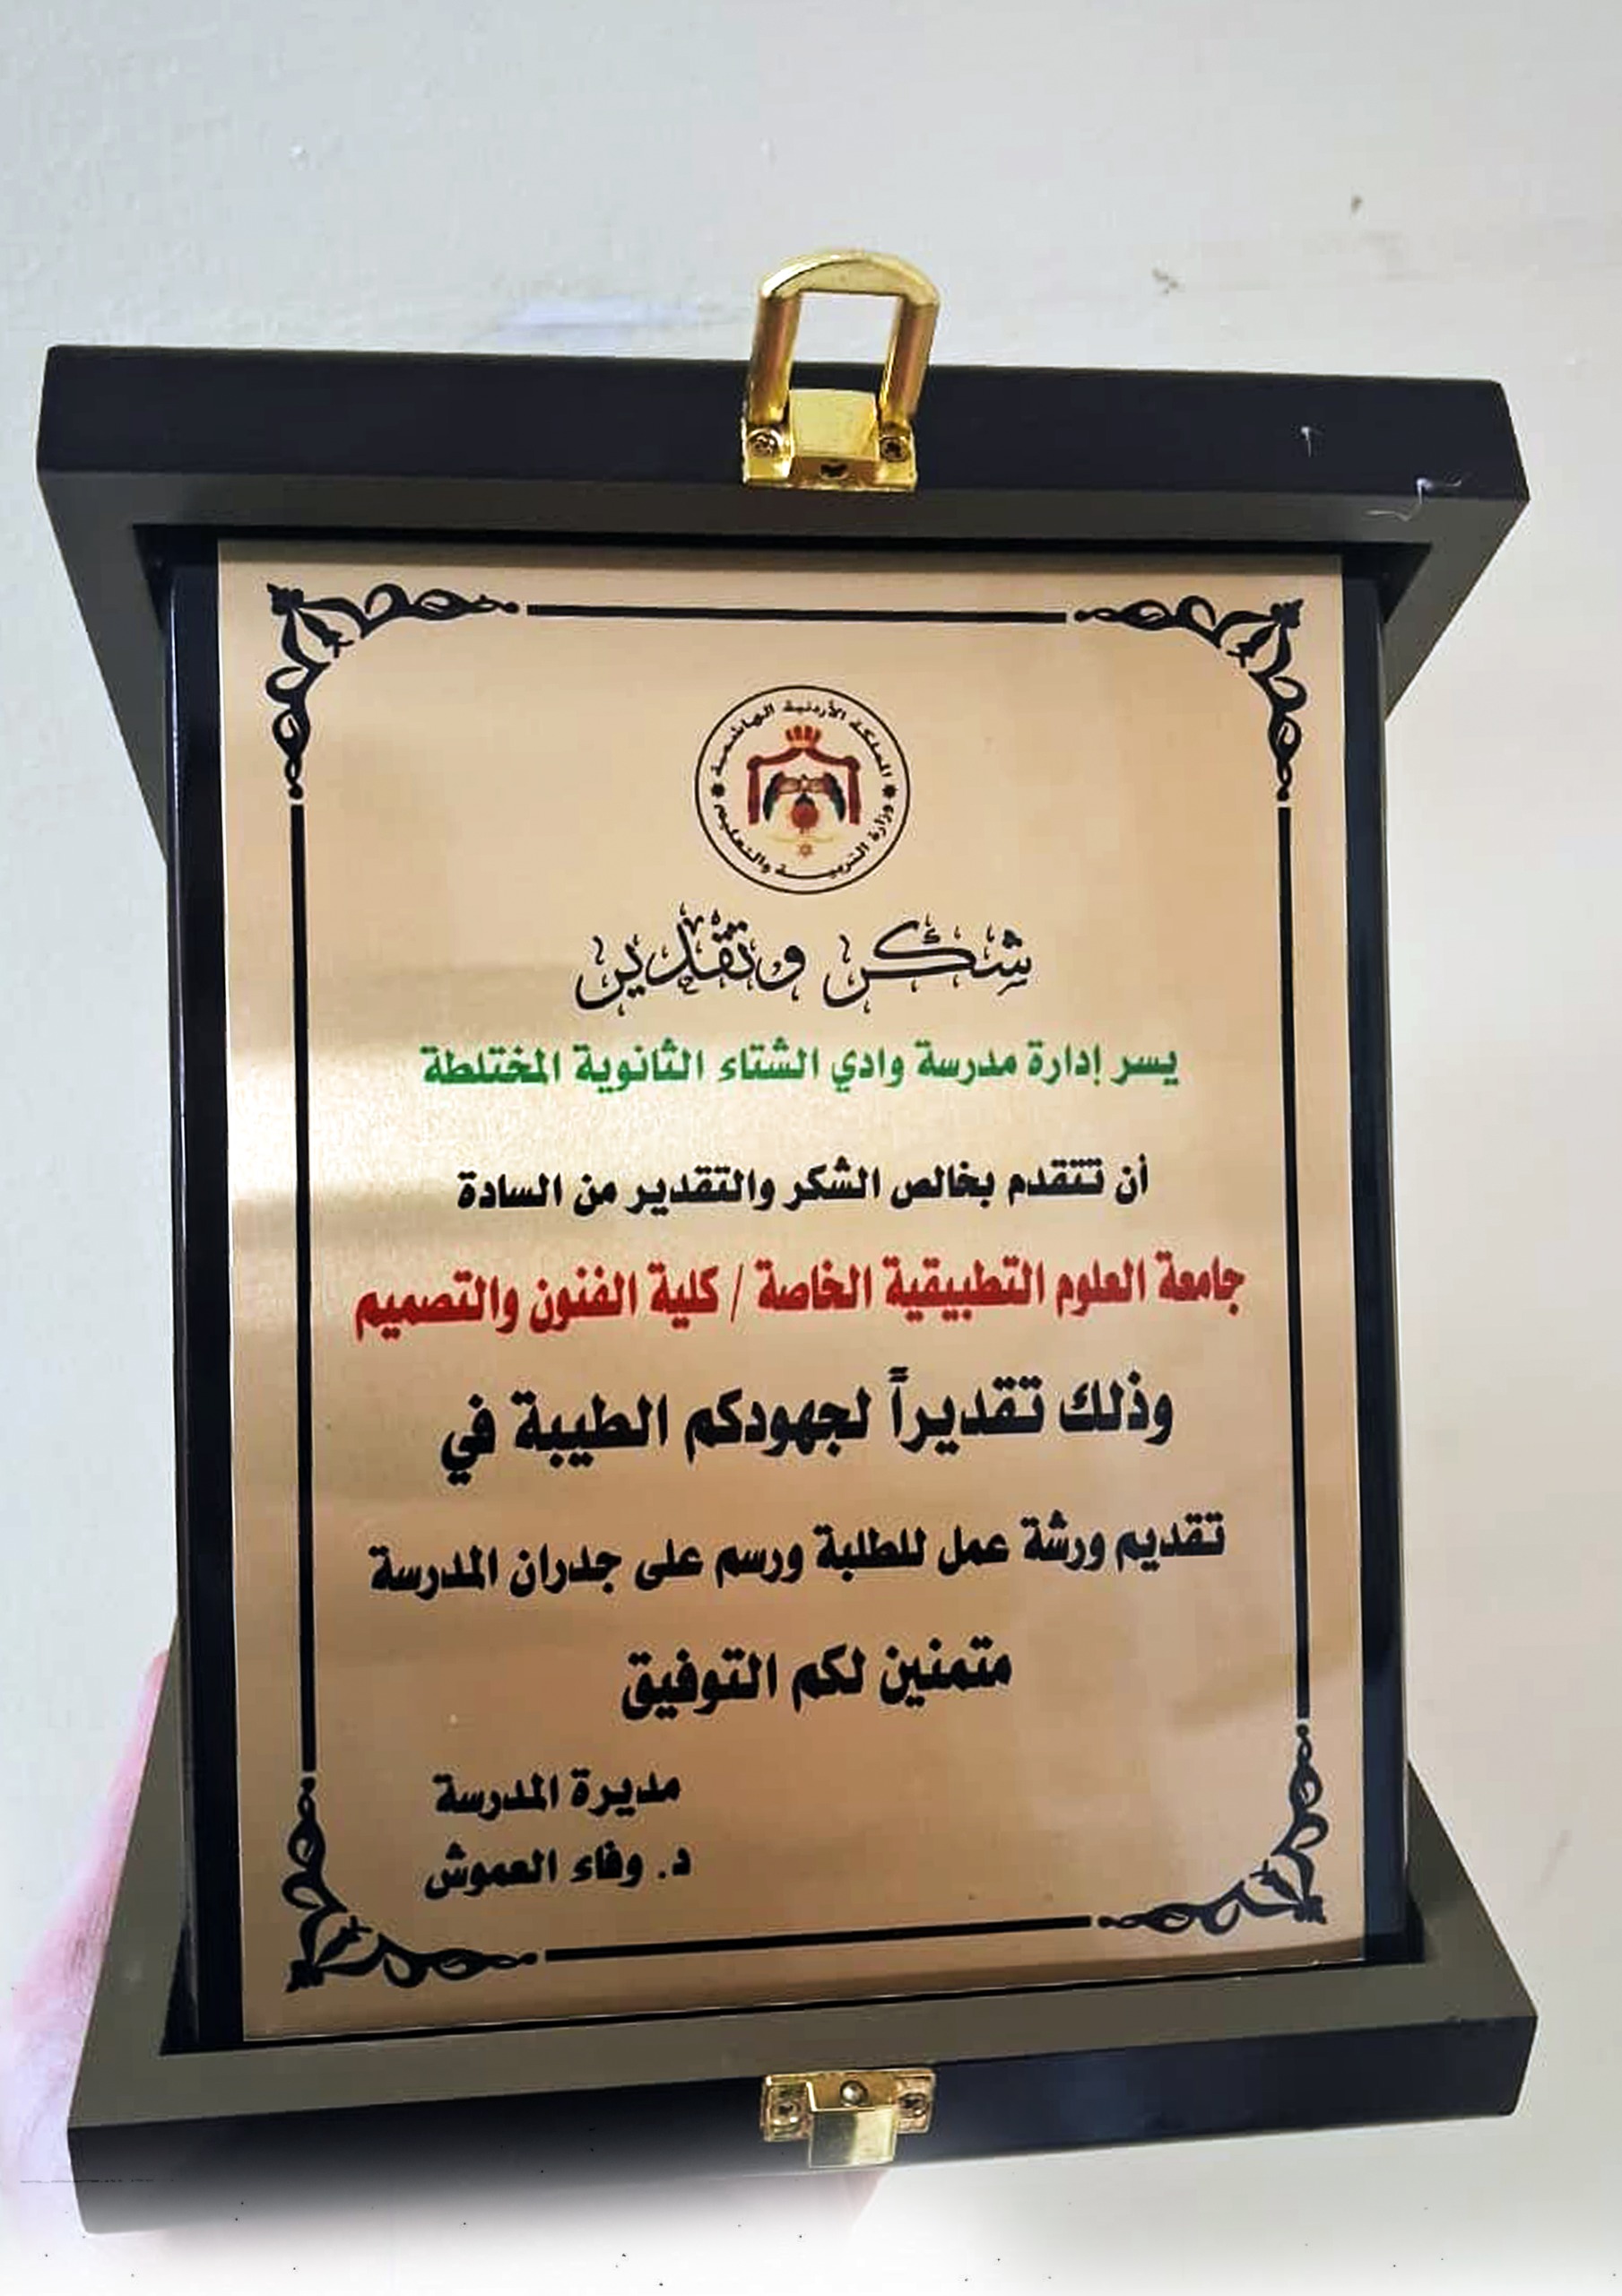 المملكة الأردنية الهاشمية
وزارة التربية والتعليم
شكر وتقدير
يسر إدارة مدرسة وادي الشتاء الثانوية المختلطة
أن تتقدم بخالص الشكر والتقدير من السادة
جامعة العلوم التطبيقية الخاصة / كلية الفنون والتصميم
وذلك تقديراً لجهودكم الطيبة في
تقديم ورشة عمل للطلبة ورسم على جدران المدرسة
متمنين لكم التوفيق
مديرة المدرسة
د. وفاء العموش